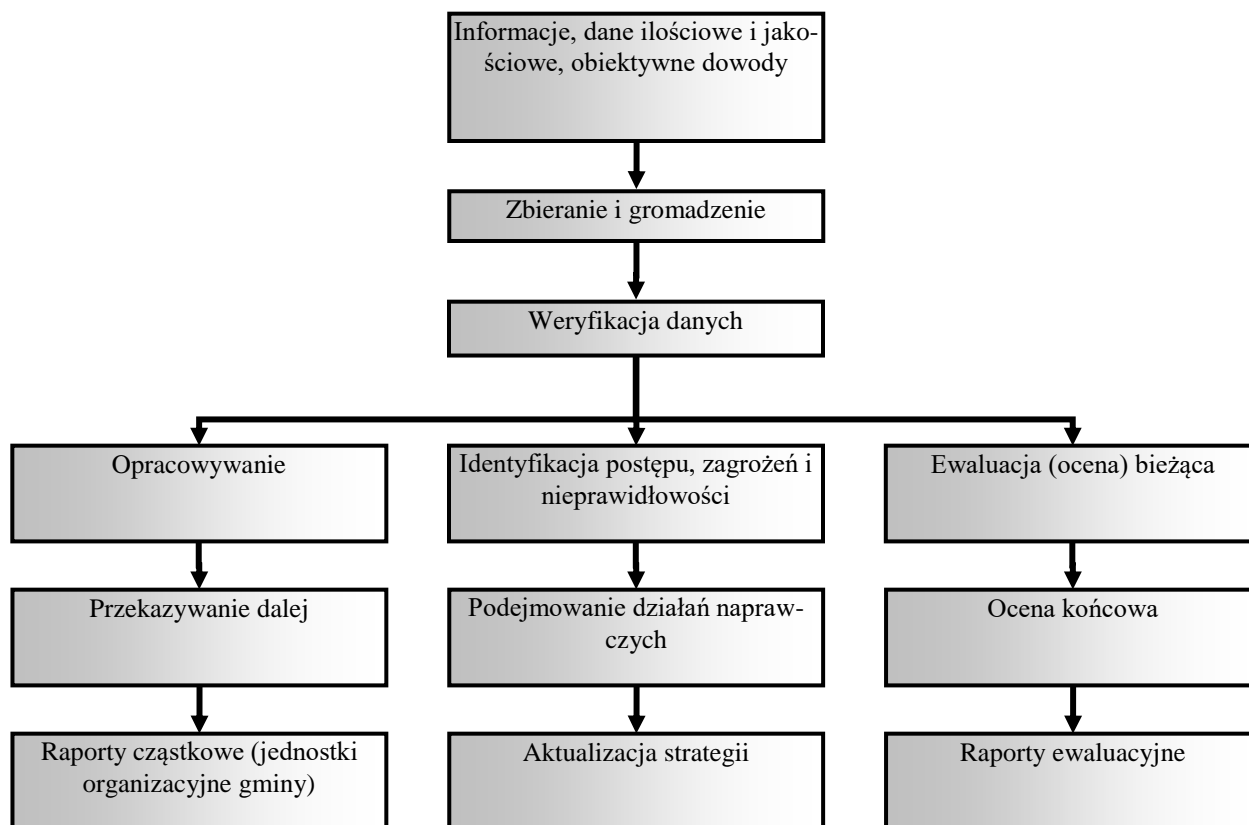 Informacje, dane ilościowe i jako-
ściowe, obiektywne dowody
Zbieranie i gromadzenie
Weryfikacja danych
Opracowywanie
Identyfikacja postępu, zagrożeń i
nieprawidłowości
Ewaluacja (ocena) bieżąca
Przekazywanie dalej
Podejmowanie działań napraw-
czych
Ocena końcowa
Raporty cząstkowe (jednostki
organizacyjne gminy)
Aktualizacja strategii
Raporty ewaluacyjne